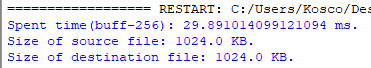 =================== RESTART: C:/Users/Kosco/Des
Spent time(buff-256): 29.891014099121094 ms.
Size of source file: 1024.0 KB.
Size of destination file: 1024.0 KB.